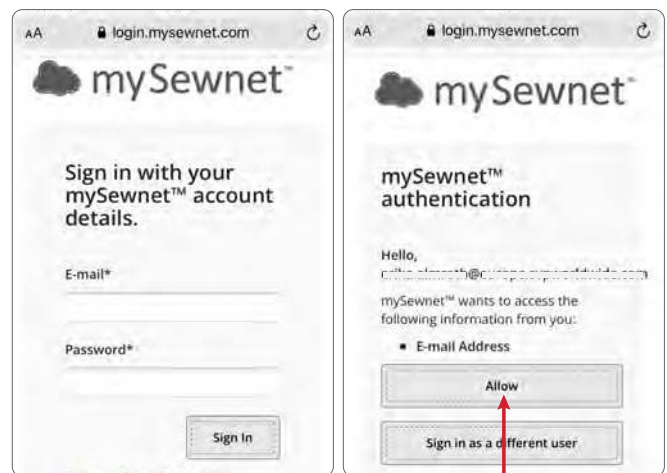 AA login.mysewnet.com
mySewnet™
Sign in with your
mySewnet™ account
details.
E-mail*
Password*
Sign In
AA login.mysewnet.com
mySewnet™
mySewnet™
authentication
Hello,
mySewnet™ wants to access the
following information from you:
▪ E-mail Address
Allow
Sign in as a different user